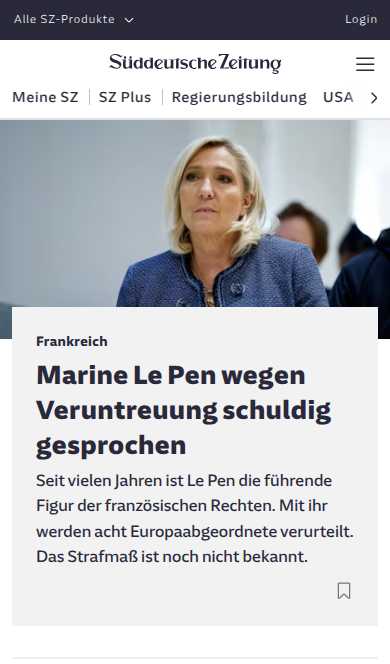 Alle SZ-Produkte
Login
Süddeutsche Zeitung
Meine SZ
SZ Plus
Regierungsbildung
USA
Frankreich
Marine Le Pen wegen
Veruntreuung schuldig
gesprochen
Seit vielen Jahren ist Le Pen die führende
Figur der französischen Rechten. Mit ihr
werden acht Europaabgeordnete verurteilt.
Das Strafmaß ist noch nicht bekannt.